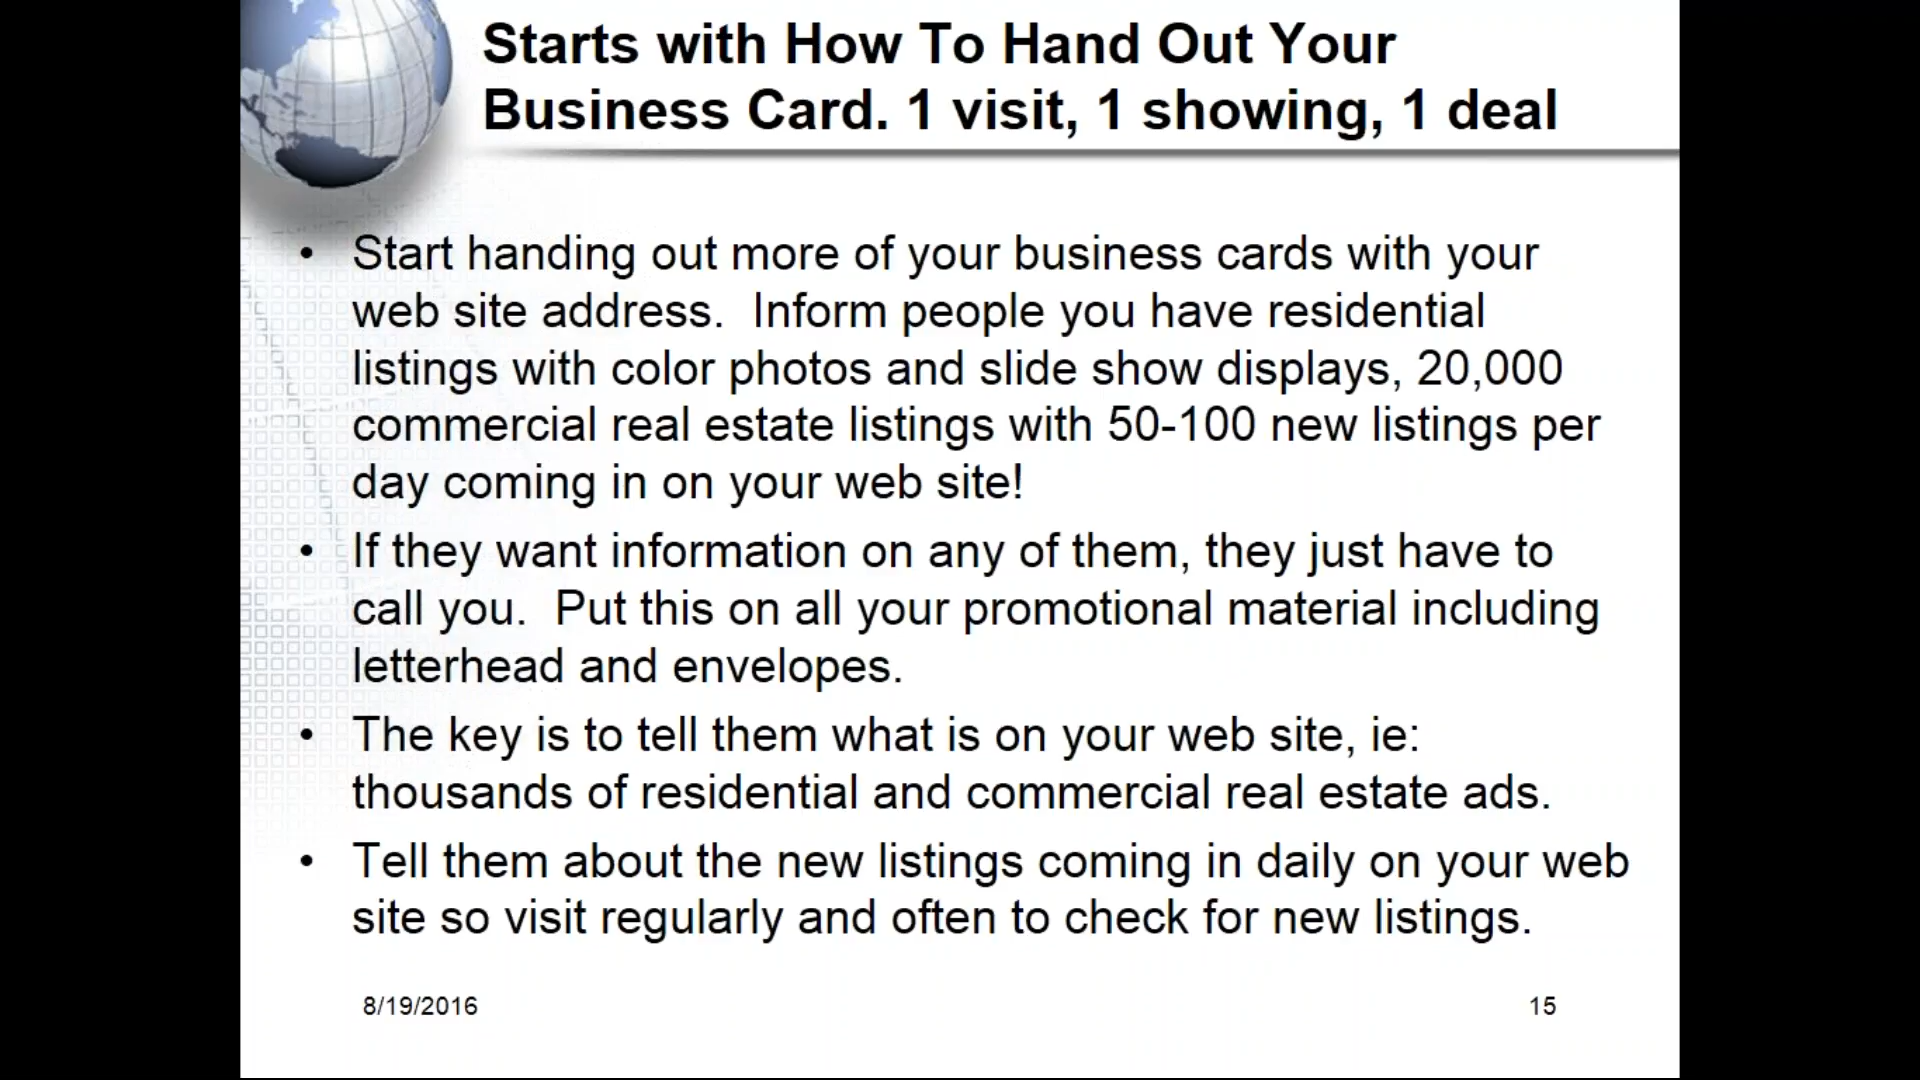 Starts with How To Hand Out Your
Business Card. 1 visit, 1 showing, 1 deal
• Start handing out more of your business cards with your
web site address.  Inform people you have residential
listings with color photos and slide show displays, 20,000
commercial real estate listings with 50-100 new listings per
day coming in on your web site!
• If they want information on any of them, they just have to
call you.  Put this on all your promotional material including
letterhead and envelopes.
• The key is to tell them what is on your web site, ie:
thousands of residential and commercial real estate ads.
• Tell them about the new listings coming in daily on your web
site so visit regularly and often to check for new listings.
8/19/2016
15